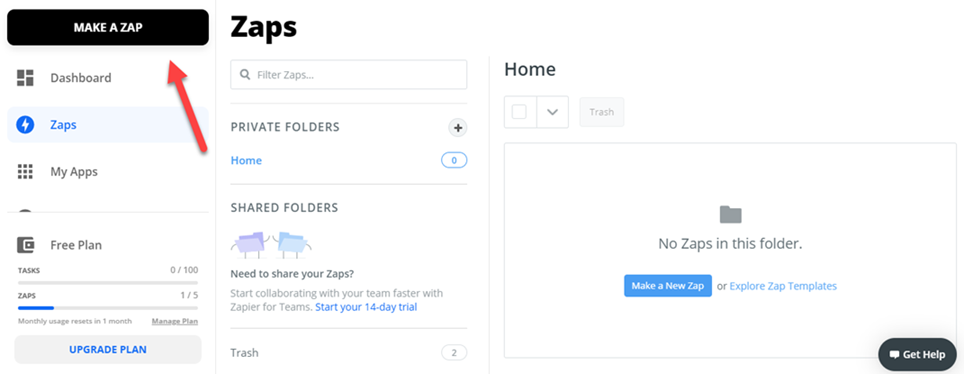 MAKE A ZAP
Dashboard
Zaps
My Apps
Free Plan
TASKS 0 / 100
ZAPS 1 / 5
Monthly usage resets in 1 month Manage Plan
UPGRADE PLAN
Zaps
Filter Zaps...
PRIVATE FOLDERS
Home 0
SHARED FOLDERS
Need to share your Zaps?
Start collaborating with your team faster with
Zapier for Teams. Start your 14-day trial
Trash 2
Home
Trash
No Zaps in this folder.
Make a New Zap or Explore Zap Templates
Get Help